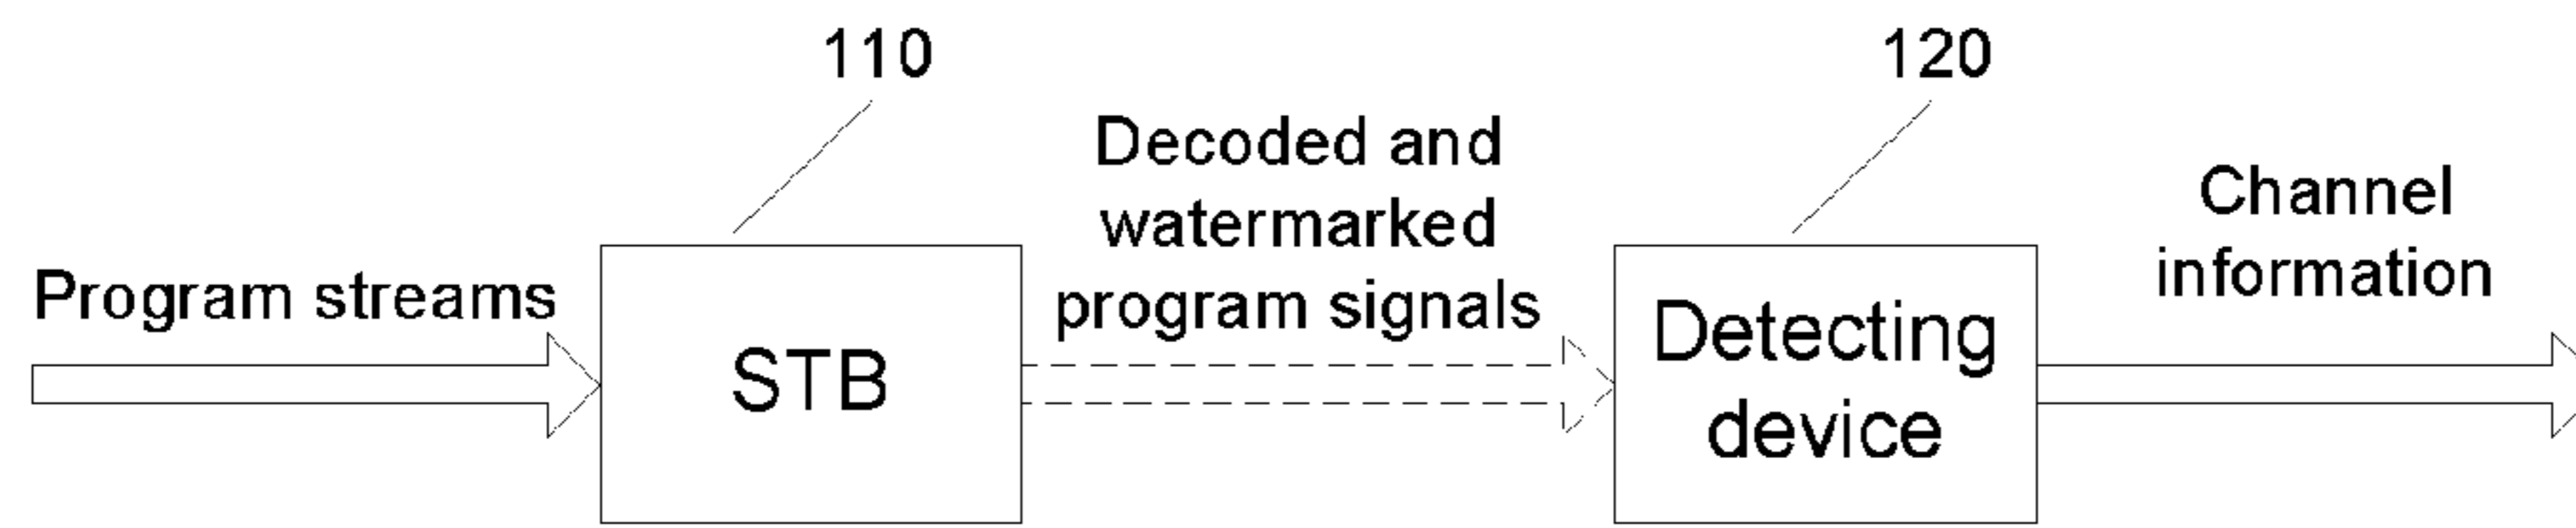 110
120
Program streams
STB
Decoded and
watermarked
program signals
Detecting
device
Channel
information